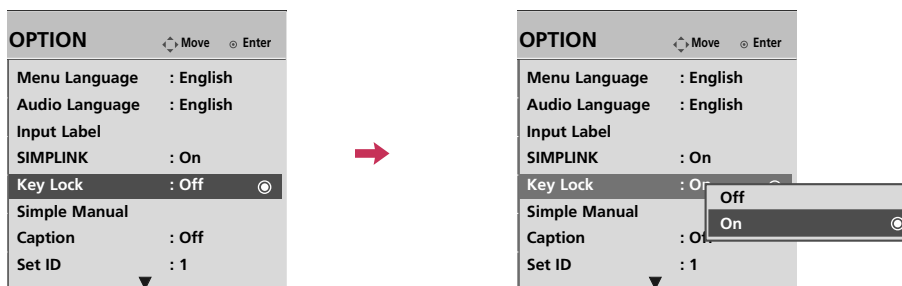 OPTION Move Enter
Menu Language : English
Audio Language : English
Input Label
SIMPLINK : On
Key Lock : Off
Simple Manual
Caption : Off
Set ID : 1
OPTION Move Enter
Menu Language : English
Audio Language : English
Input Label
SIMPLINK : On
Key Lock : On
Simple Manual
Caption
Set ID : 1
Off
On